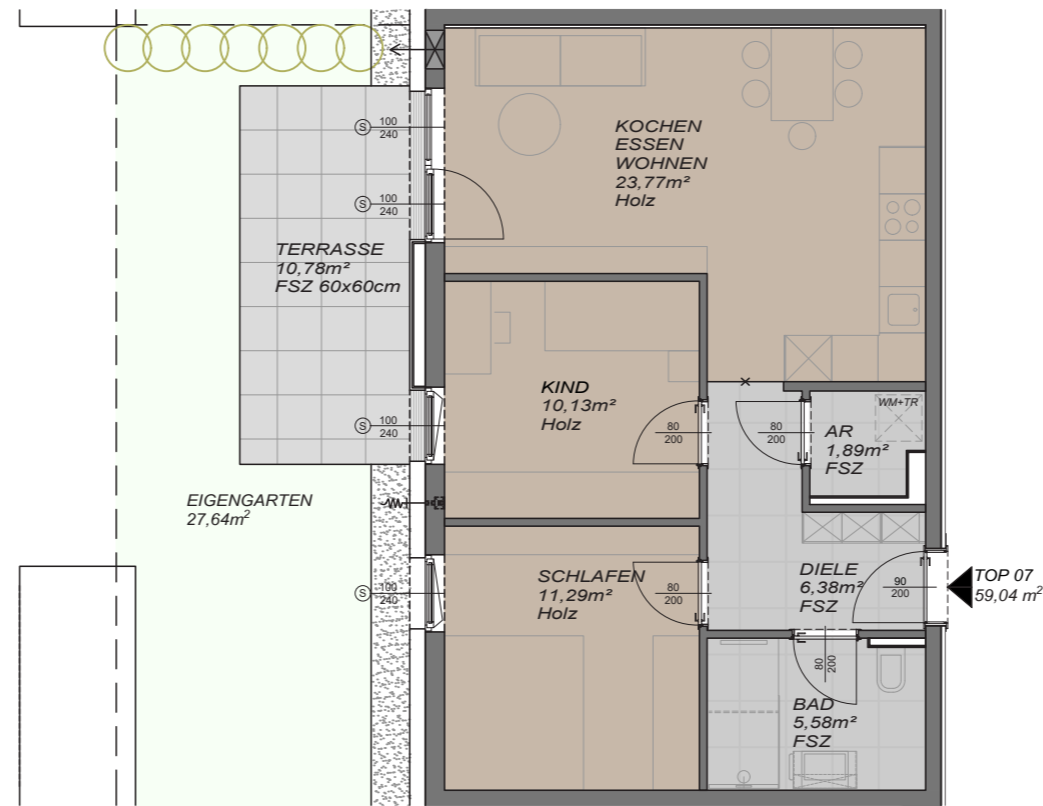 KOCHEN
ESSEN
WOHNEN
23,77m²
Holz
S 100
240
S 100
240
TERRASSE
10,78m²
FSZ 60x60cm
KIND
10,13m²
Holz
S 100
240
80
200
80
200
WM+TR
AR
1,89m²
FSZ
EIGENGARTEN
27,64m²
SCHLAFEN
11,29m²
Holz
S 100
240
80
200
DIELE
6,38m²
FSZ
90
200
TOP 07
59,04 m²
80
200
BAD
5,58m²
FSZ